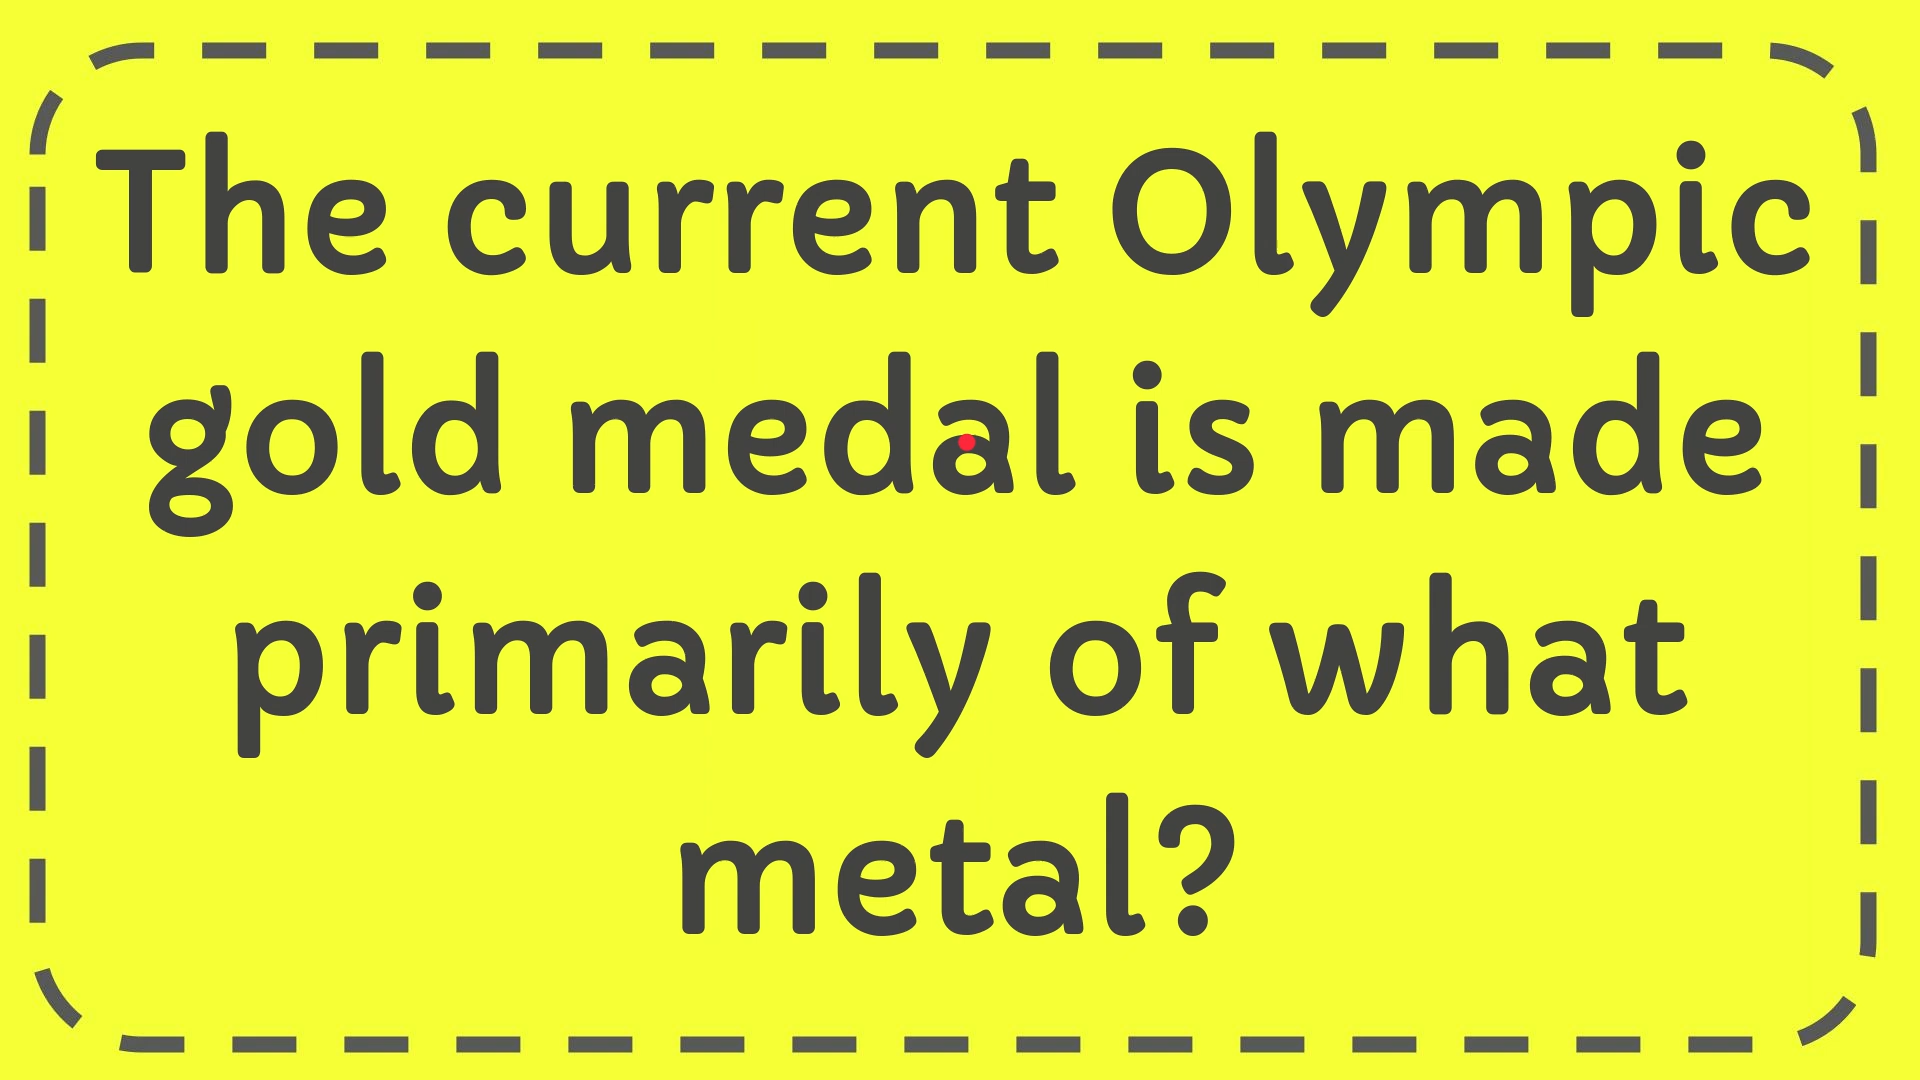 The current Olympic
gold medal is made
primarily of what
metal?